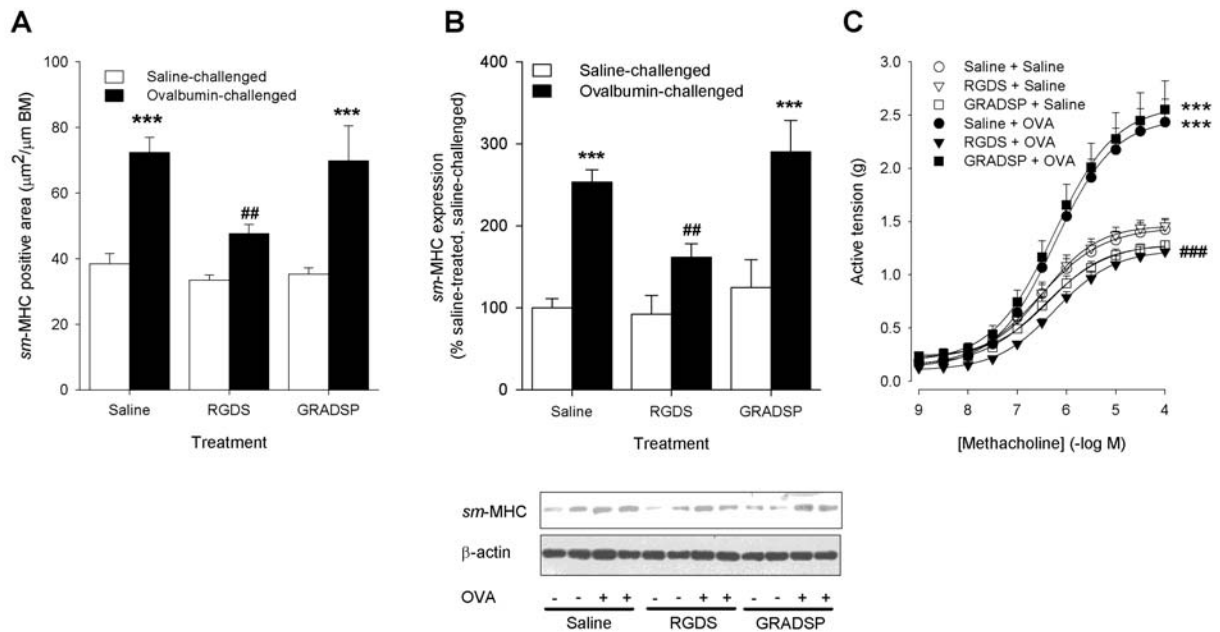 A
sm-MHC positive area (μm²/μm BM)
100
80
60
40
20
0
Saline-challenged
Ovalbumin-challenged
***
##
***
Saline
RGDS
GRADSP
Treatment
B
sm-MHC expression
(% saline-treated, saline-challenged)
400
300
200
100
0
Saline-challenged
Ovalbumin-challenged
***
##
***
Saline
RGDS
GRADSP
Treatment
sm-MHC
β-actin
OVA
- - + + - - + + - - + +
Saline
RGDS
GRADSP
C
Active tension (g)
3.0
2.5
2.0
1.5
1.0
0.5
0.0
Saline + Saline
RGDS + Saline
GRADSP + Saline
Saline + OVA
RGDS + OVA
GRADSP + OVA
***
***
###
9 8 7 6 5 4
[Methacholine] (-log M)